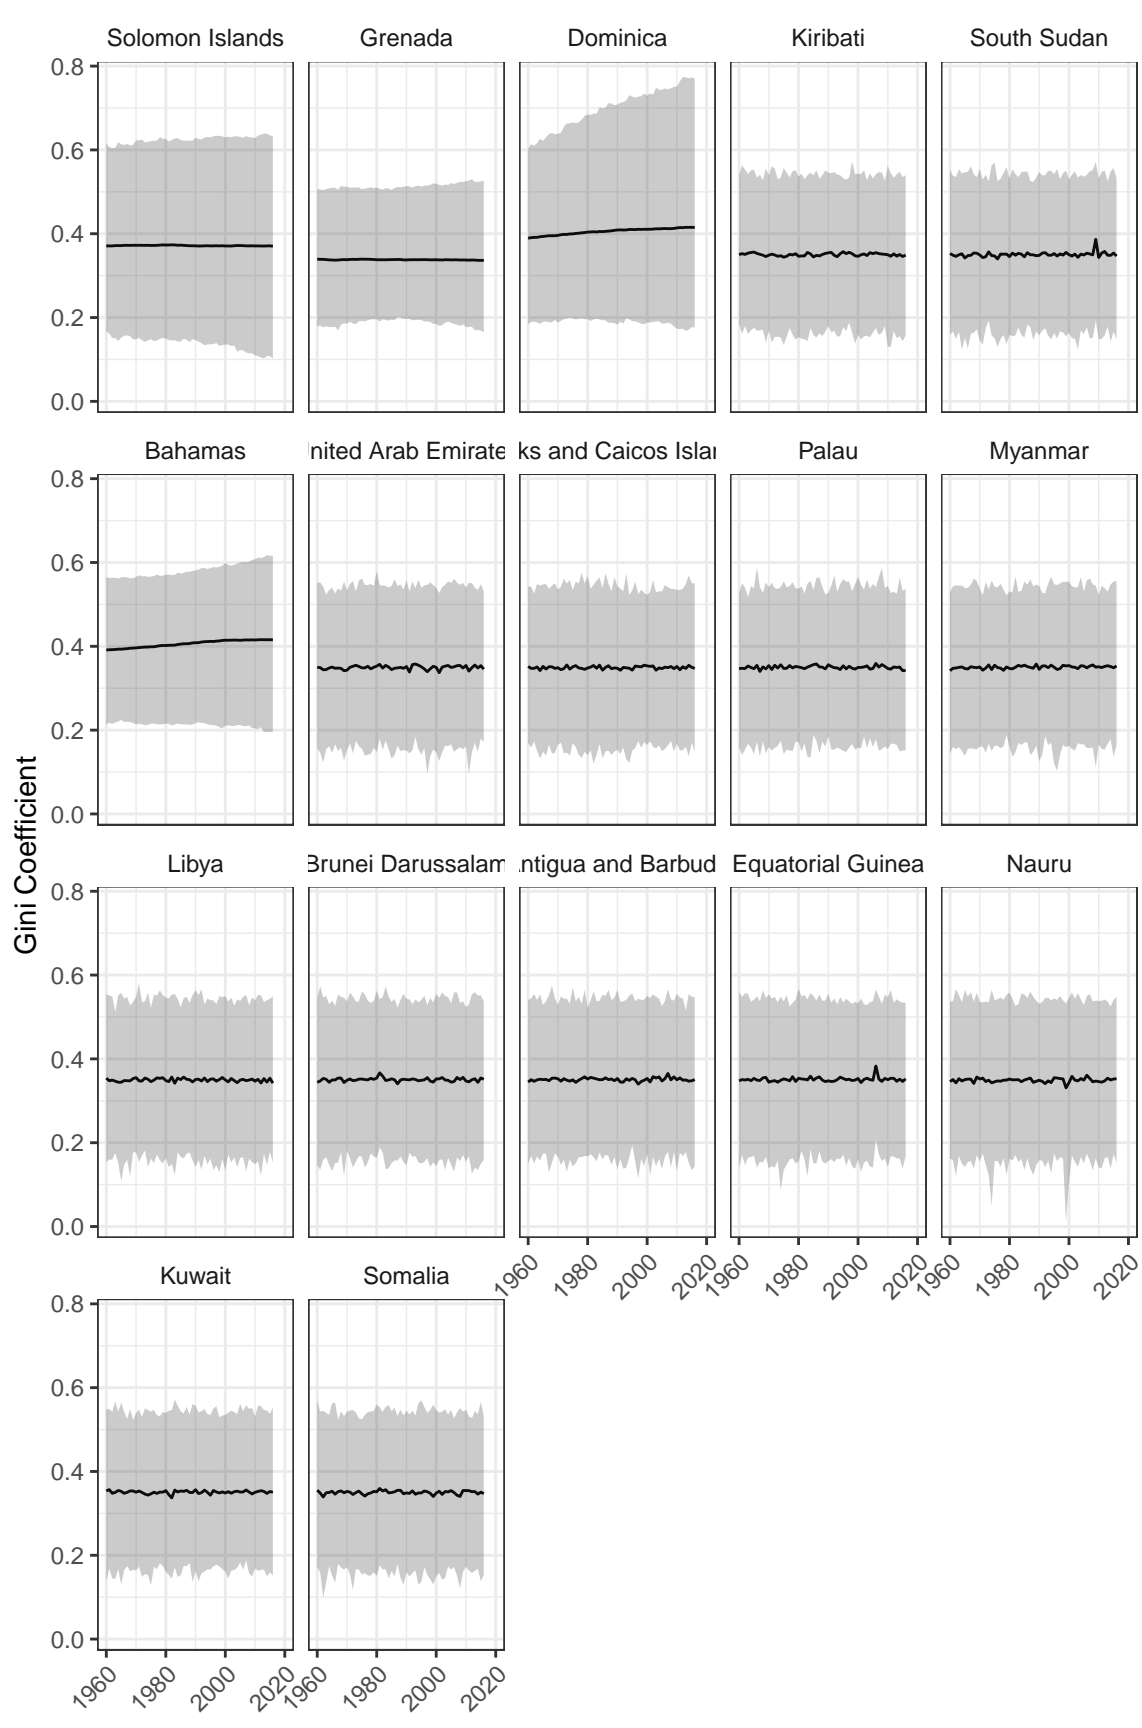 Solomon Islands Grenada Dominica Kiribati South Sudan
0.8
0.6
0.4
0.2
0.0
Bahamas nited Arab Emirate ks and Caicos Islan Palau Myanmar
0.8
0.6
0.4
0.2
0.0
Gini Coefficient
Libya Brunei Darussalam ntigua and Barbud Equatorial Guinea Nauru
0.8
0.6
0.4
0.2
0.0
1960 1980 2000 2020 1960 1980 2000 2020 1960 1980 2000 2020
Kuwait Somalia
0.8
0.6
0.4
0.2
0.0
1960 1980 2000 2020 1960 1980 2000 2020